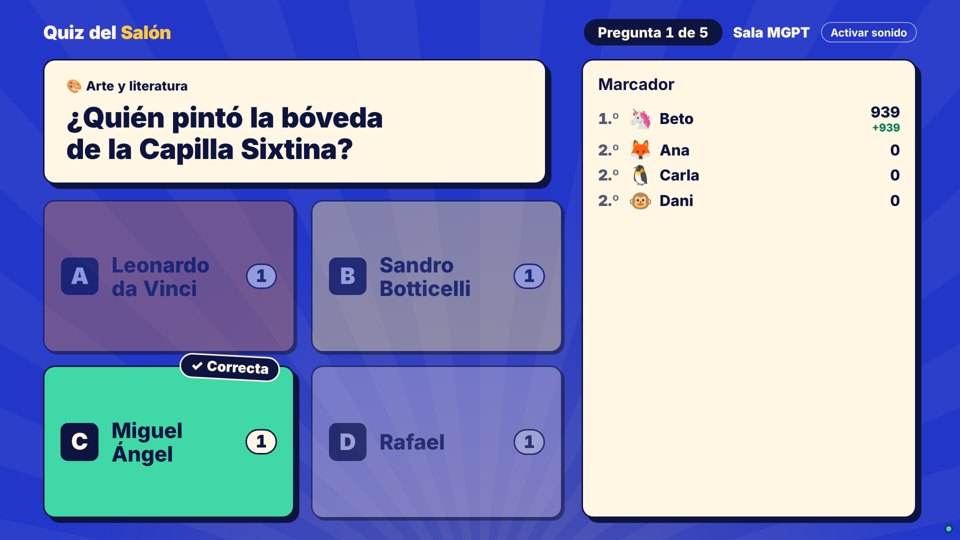 Quiz del Salón
Pregunta 1 de 5
Sala MGPT
Activar sonido
Arte y literatura
¿Quién pintó la bóveda
de la Capilla Sixtina?
A
Leonardo
da Vinci
1
B
Sandro
Botticelli
1
✓ Correcta
C
Miguel
Ángel
1
D
Rafael
1
Marcador
1.º Beto 939
+939
2.º Ana 0
2.º Carla 0
2.º Dani 0